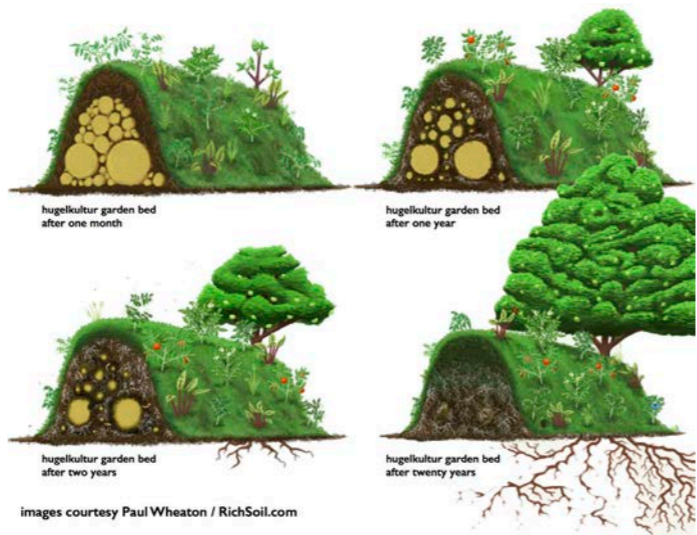 hugelkultur garden bed
after one month
hugelkultur garden bed
after one year
hugelkultur garden bed
after two years
hugelkultur garden bed
after twenty years
images courtesy Paul Wheaton / RichSoil.com